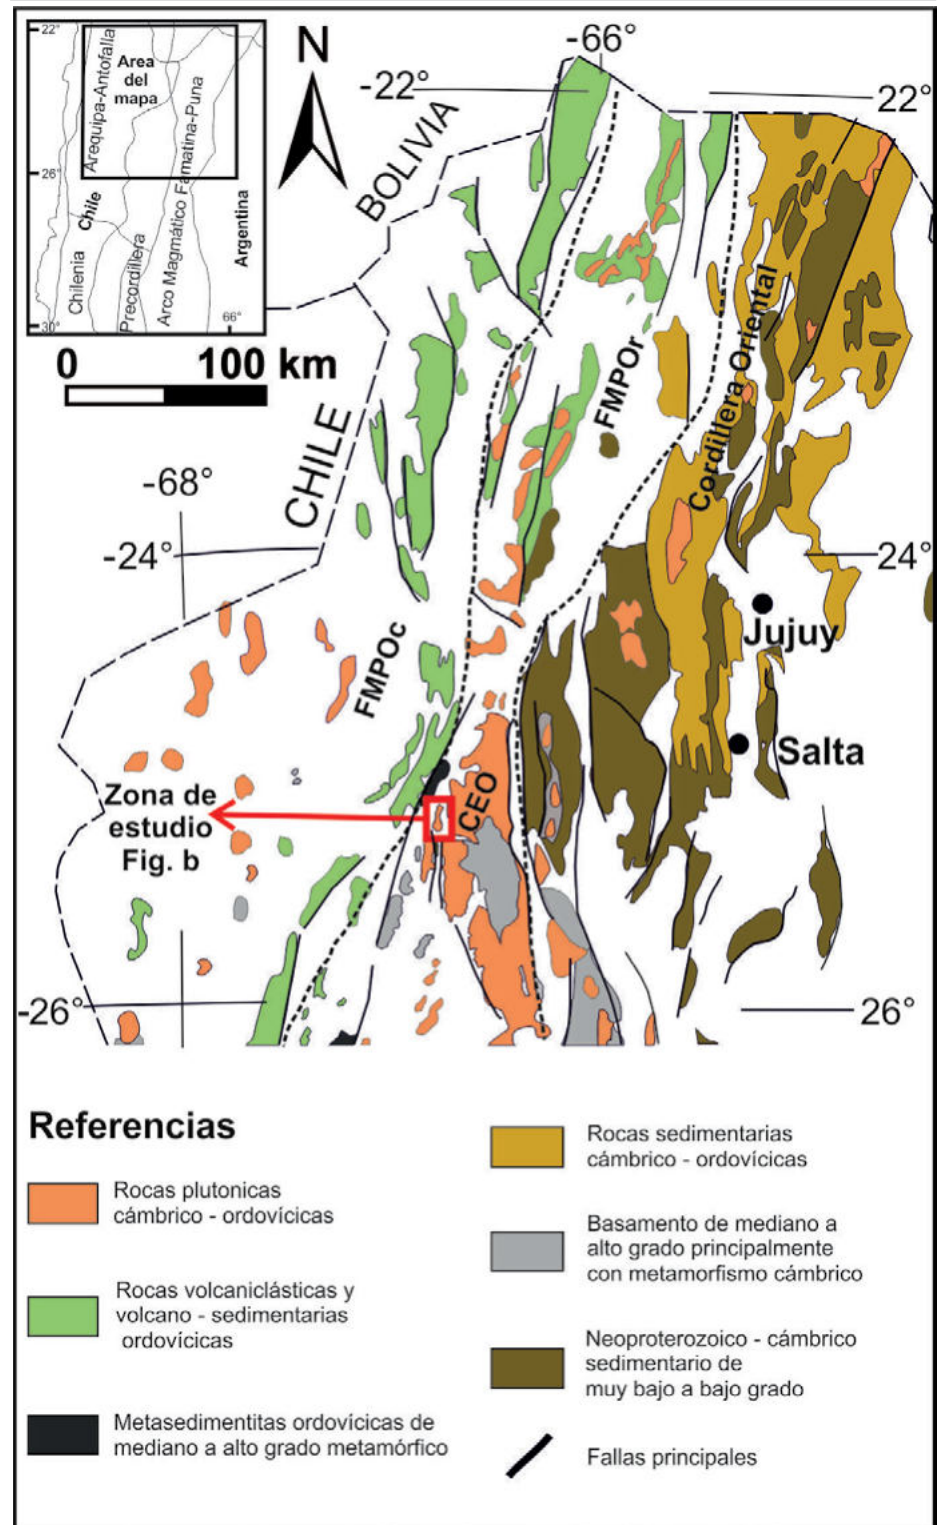 22°
26°
30°
66°
Arequipa-Antofalla
Area
del
mapa
Arco Magmático Famatina-Puna
Chile
Chilenia
Precordillera
Argentina
N
-66°
-22°
22°
BOLIVIA
0 100 km
CHILE
FMPOr
Cordillera Oriental
-68°
-24°
24°
Jujuy
FMPOc
Salta
Zona de
estudio
Fig. b
CEO
-26°
26°
Referencias
Rocas plutonicas
cámbrico - ordovícicas
Rocas volcaniclásticas y
volcano - sedimentarias
ordovícicas
Metasedimentitas ordovícicas de
mediano a alto grado metamórfico
Rocas sedimentarias
cámbrico - ordovícicas
Basamento de mediano a
alto grado principalmente
con metamorfismo cámbrico
Neoproterozoico - cámbrico
sedimentario de
muy bajo a bajo grado
Fallas principales